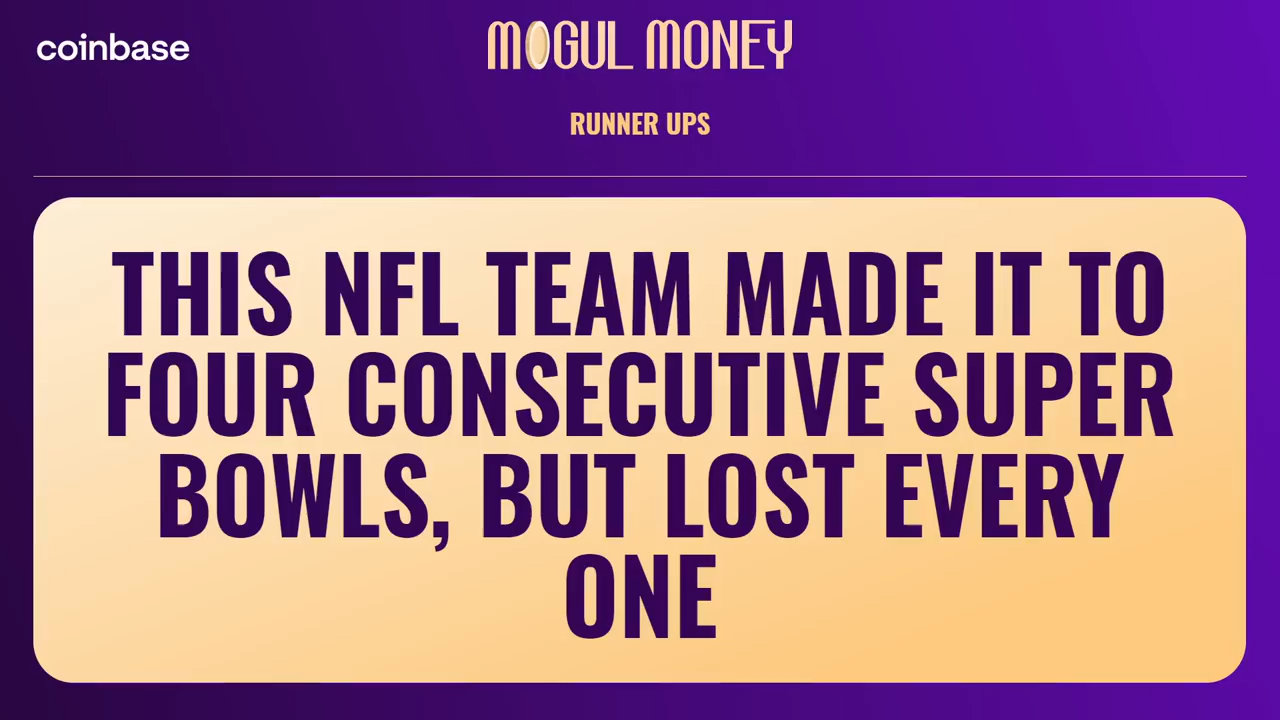 coinbase
MOGUL MONEY
RUNNER UPS
THIS NFL TEAM MADE IT TO
FOUR CONSECUTIVE SUPER
BOWLS, BUT LOST EVERY
ONE